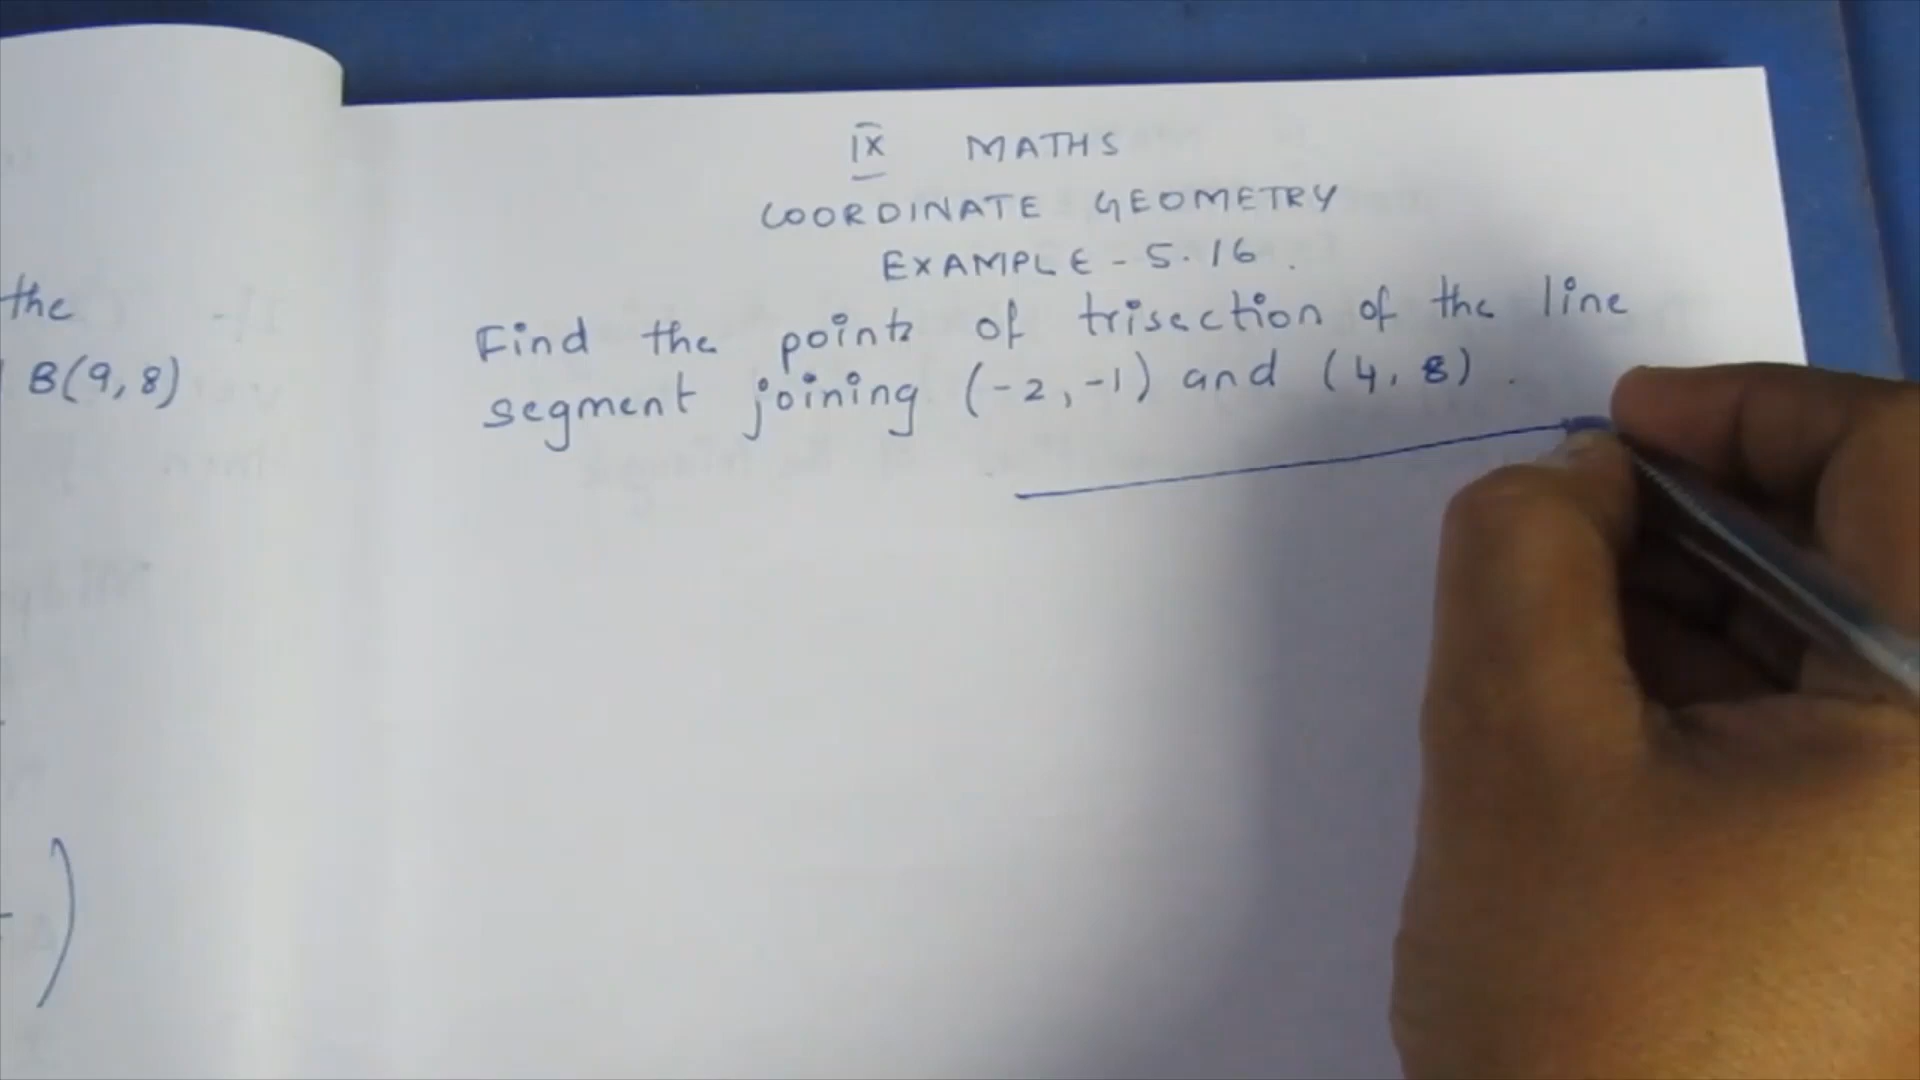 the
B(9,8)
IX MATHS
COORDINATE GEOMETRY
EXAMPLE - 5.16.
Find the points of trisection of the line
segment joining (-2,-1) and (4,8).
)